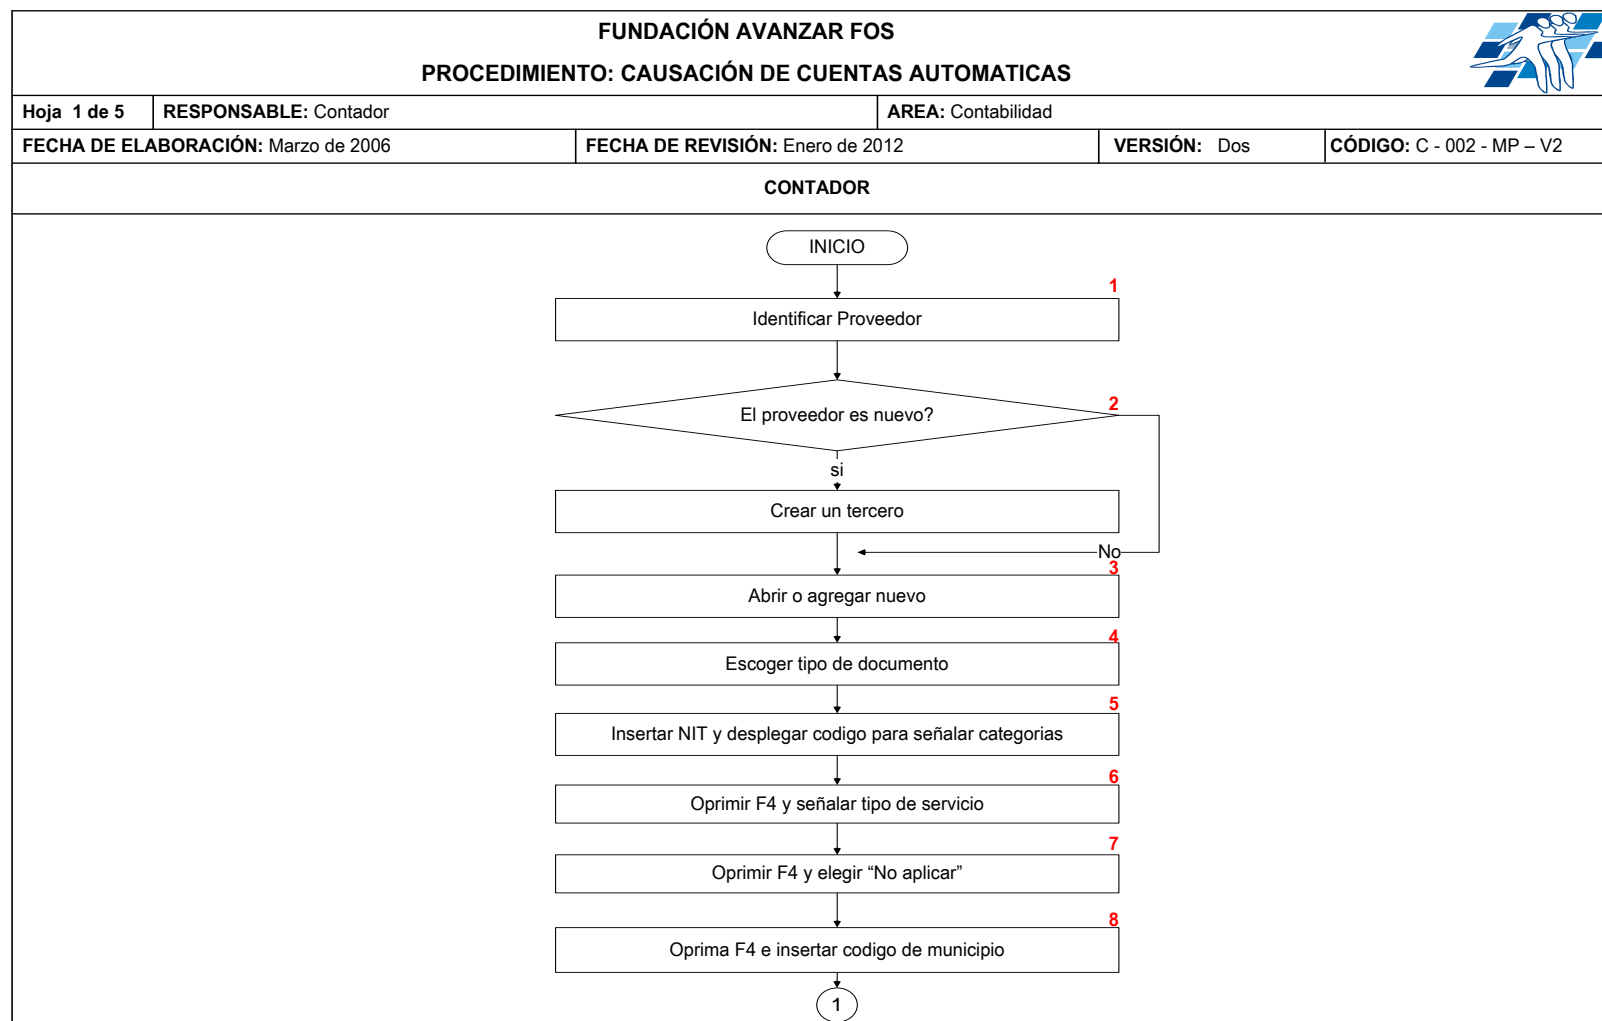 FUNDACIÓN AVANZAR FOS
PROCEDIMIENTO: CAUSACIÓN DE CUENTAS AUTOMATICAS
Hoja 1 de 5 RESPONSABLE: Contador AREA: Contabilidad
FECHA DE ELABORACIÓN: Marzo de 2006 FECHA DE REVISIÓN: Enero de 2012 VERSIÓN: Dos CÓDIGO: C - 002 - MP – V2
CONTADOR
INICIO
1
Identificar Proveedor
2
El proveedor es nuevo?
si
Crear un tercero
No
3
Abrir o agregar nuevo
4
Escoger tipo de documento
5
Insertar NIT y desplegar codigo para señalar categorias
6
Oprimir F4 y señalar tipo de servicio
7
Oprimir F4 y elegir “No aplicar”
8
Oprima F4 e insertar codigo de municipio
1